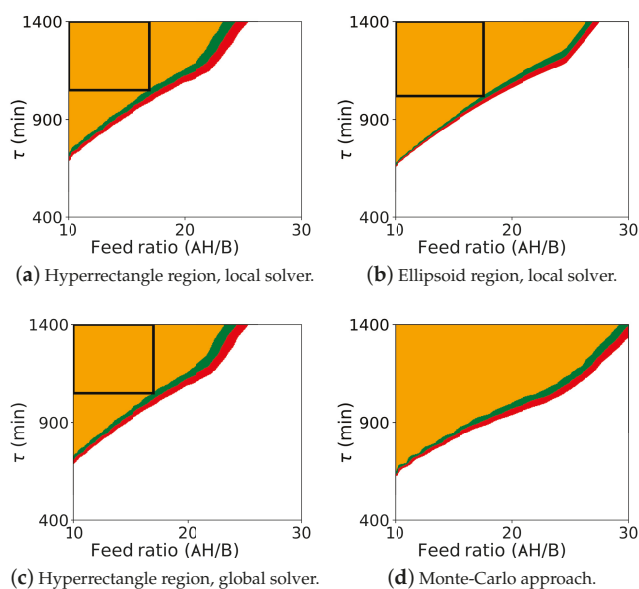 1400
900
400
τ (min)
10
20
30
Feed ratio (AH/B)
(a) Hyperrectangle region, local solver.
1400
900
400
τ (min)
10
20
30
Feed ratio (AH/B)
(b) Ellipsoid region, local solver.
1400
900
400
τ (min)
10
20
30
Feed ratio (AH/B)
(c) Hyperrectangle region, global solver.
1400
900
400
τ (min)
10
20
30
Feed ratio (AH/B)
(d) Monte-Carlo approach.